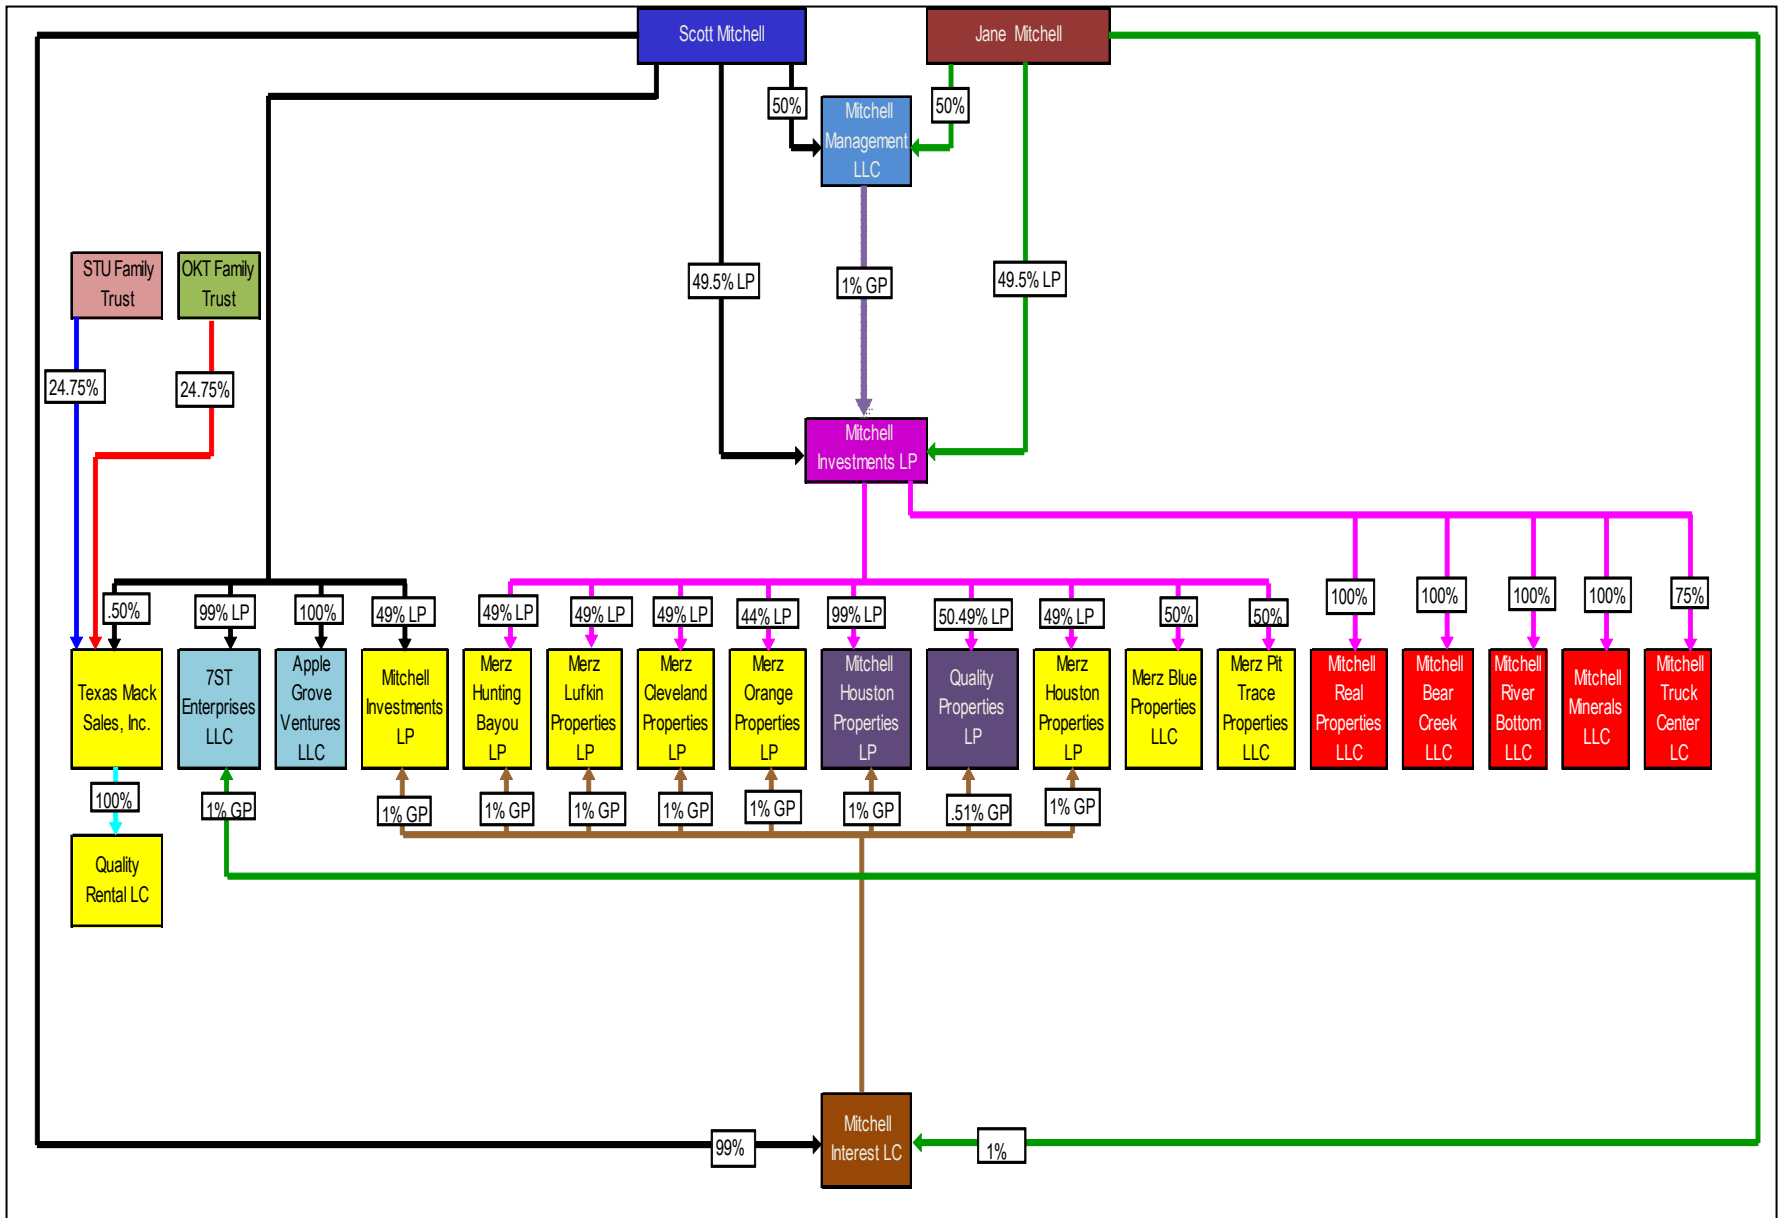 Scott Mitchell
Jane Mitchell
50%
Mitchell
Management
LLC
50%
STU Family
Trust
OKT Family
Trust
49.5% LP
1% GP
49.5% LP
24.75%
24.75%
Mitchell
Investments LP
.50%
99% LP
100%
49% LP
49% LP
49% LP
49% LP
44% LP
99% LP
50.49% LP
49% LP
50%
50%
100%
100%
100%
100%
75%
Texas Mack
Sales, Inc.
7ST
Enterprises
LLC
Apple
Grove
Ventures
LLC
Mitchell
Investments
LP
Merz
Hunting
Bayou
LP
Merz
Lufkin
Properties
LP
Merz
Cleveland
Properties
LP
Merz
Orange
Properties
LP
Mitchell
Houston
Properties
LP
Quality
Properties
LP
Merz
Houston
Properties
LP
Merz Blue
Properties
LLC
Merz Pit
Trace
Properties
LLC
Mitchell
Real
Properties
LLC
Mitchell
Bear
Creek
LLC
Mitchell
River
Bottom
LLC
Mitchell
Minerals
LLC
Mitchell
Truck
Center
LC
100%
1% GP
1% GP
1% GP
1% GP
1% GP
1% GP
1% GP
.51% GP
1% GP
Quality
Rental LC
Mitchell
Interest LC
99%
1%